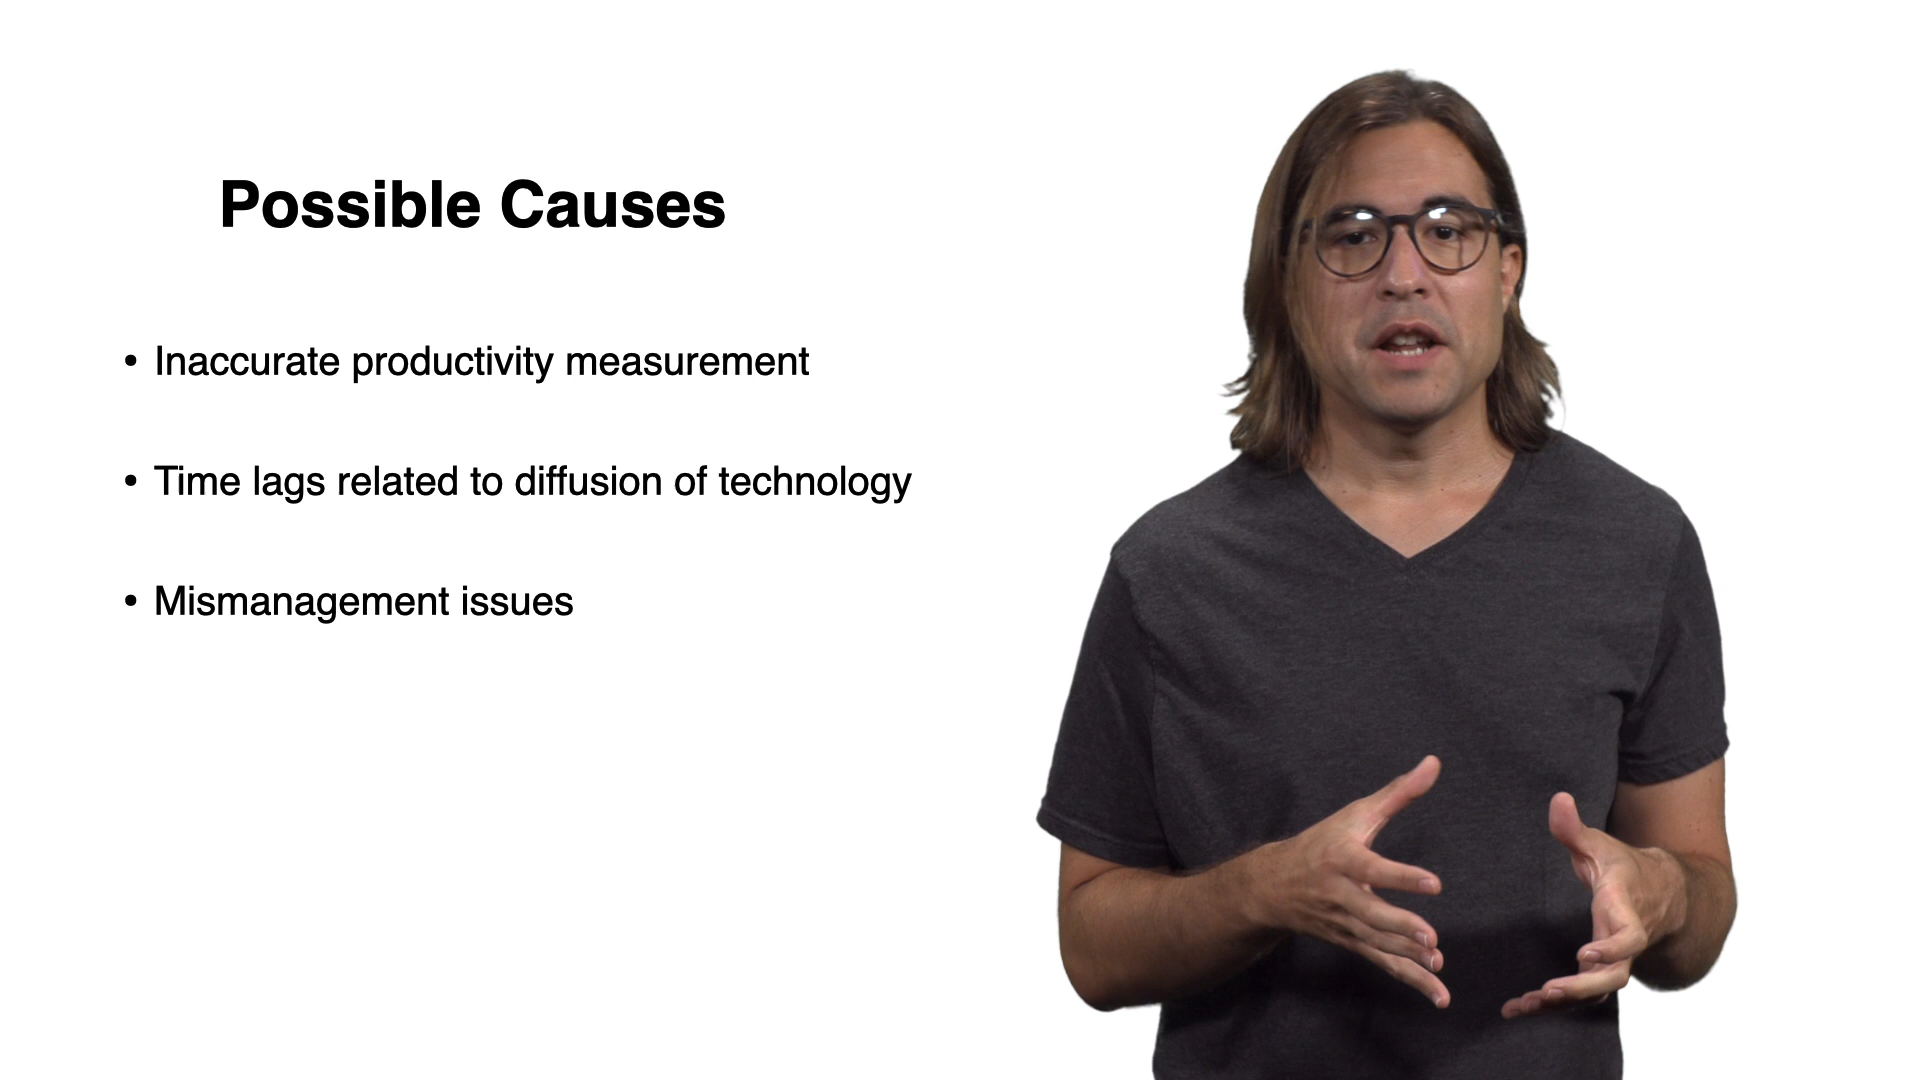 Possible Causes
• Inaccurate productivity measurement
• Time lags related to diffusion of technology
• Mismanagement issues